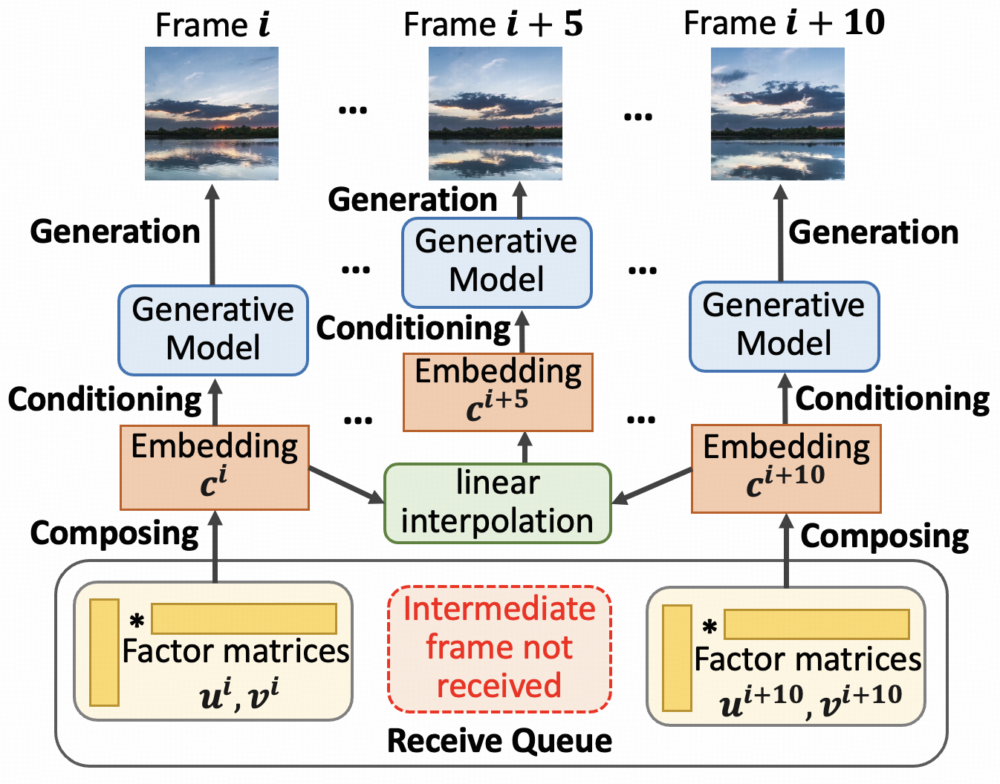 Frame i
Frame i + 5
Frame i + 10
...
...
Generation
Generation
Generation
Generative
Model
...
Generative
Model
...
Generative
Model
Conditioning
Conditioning
Conditioning
Embedding
c^i
...
Embedding
c^{i+5}
...
Embedding
c^{i+10}
linear
interpolation
Composing
Composing
*
Factor matrices
u^i, v^i
Intermediate
frame not
received
*
Factor matrices
u^{i+10}, v^{i+10}
Receive Queue